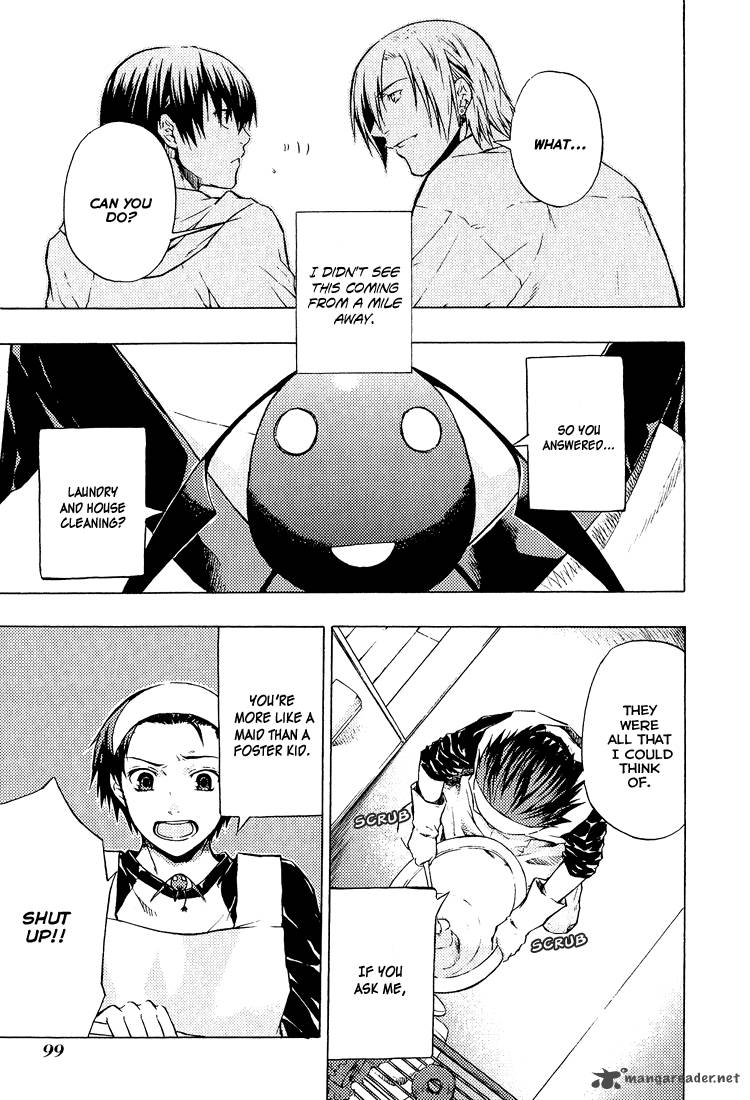 WHAT...
CAN YOU
DO?
I DIDN'T SEE
THIS COMING
FROM A MILE
AWAY.
SO YOU
ANSWERED...
LAUNDRY
AND HOUSE
CLEANING?
THEY
WERE
ALL THAT
I COULD
THINK
OF.
SCRUB
SCRUB
IF YOU
ASK ME,
YOU'RE
MORE LIKE A
MAID THAN A
FOSTER KID.
SHUT
UP!!
99
mangareader.net